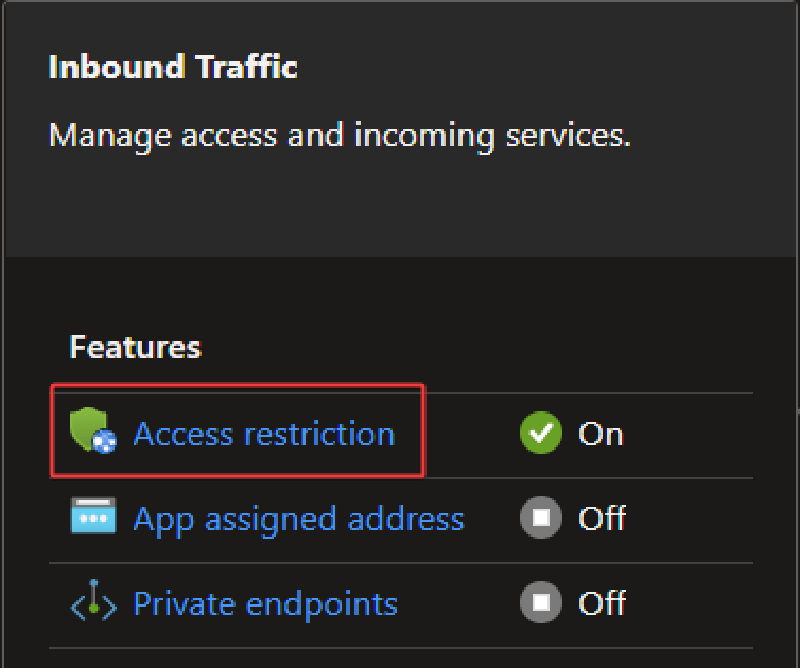 Inbound Traffic
Manage access and incoming services.
Features
Access restriction On
App assigned address Off
Private endpoints Off